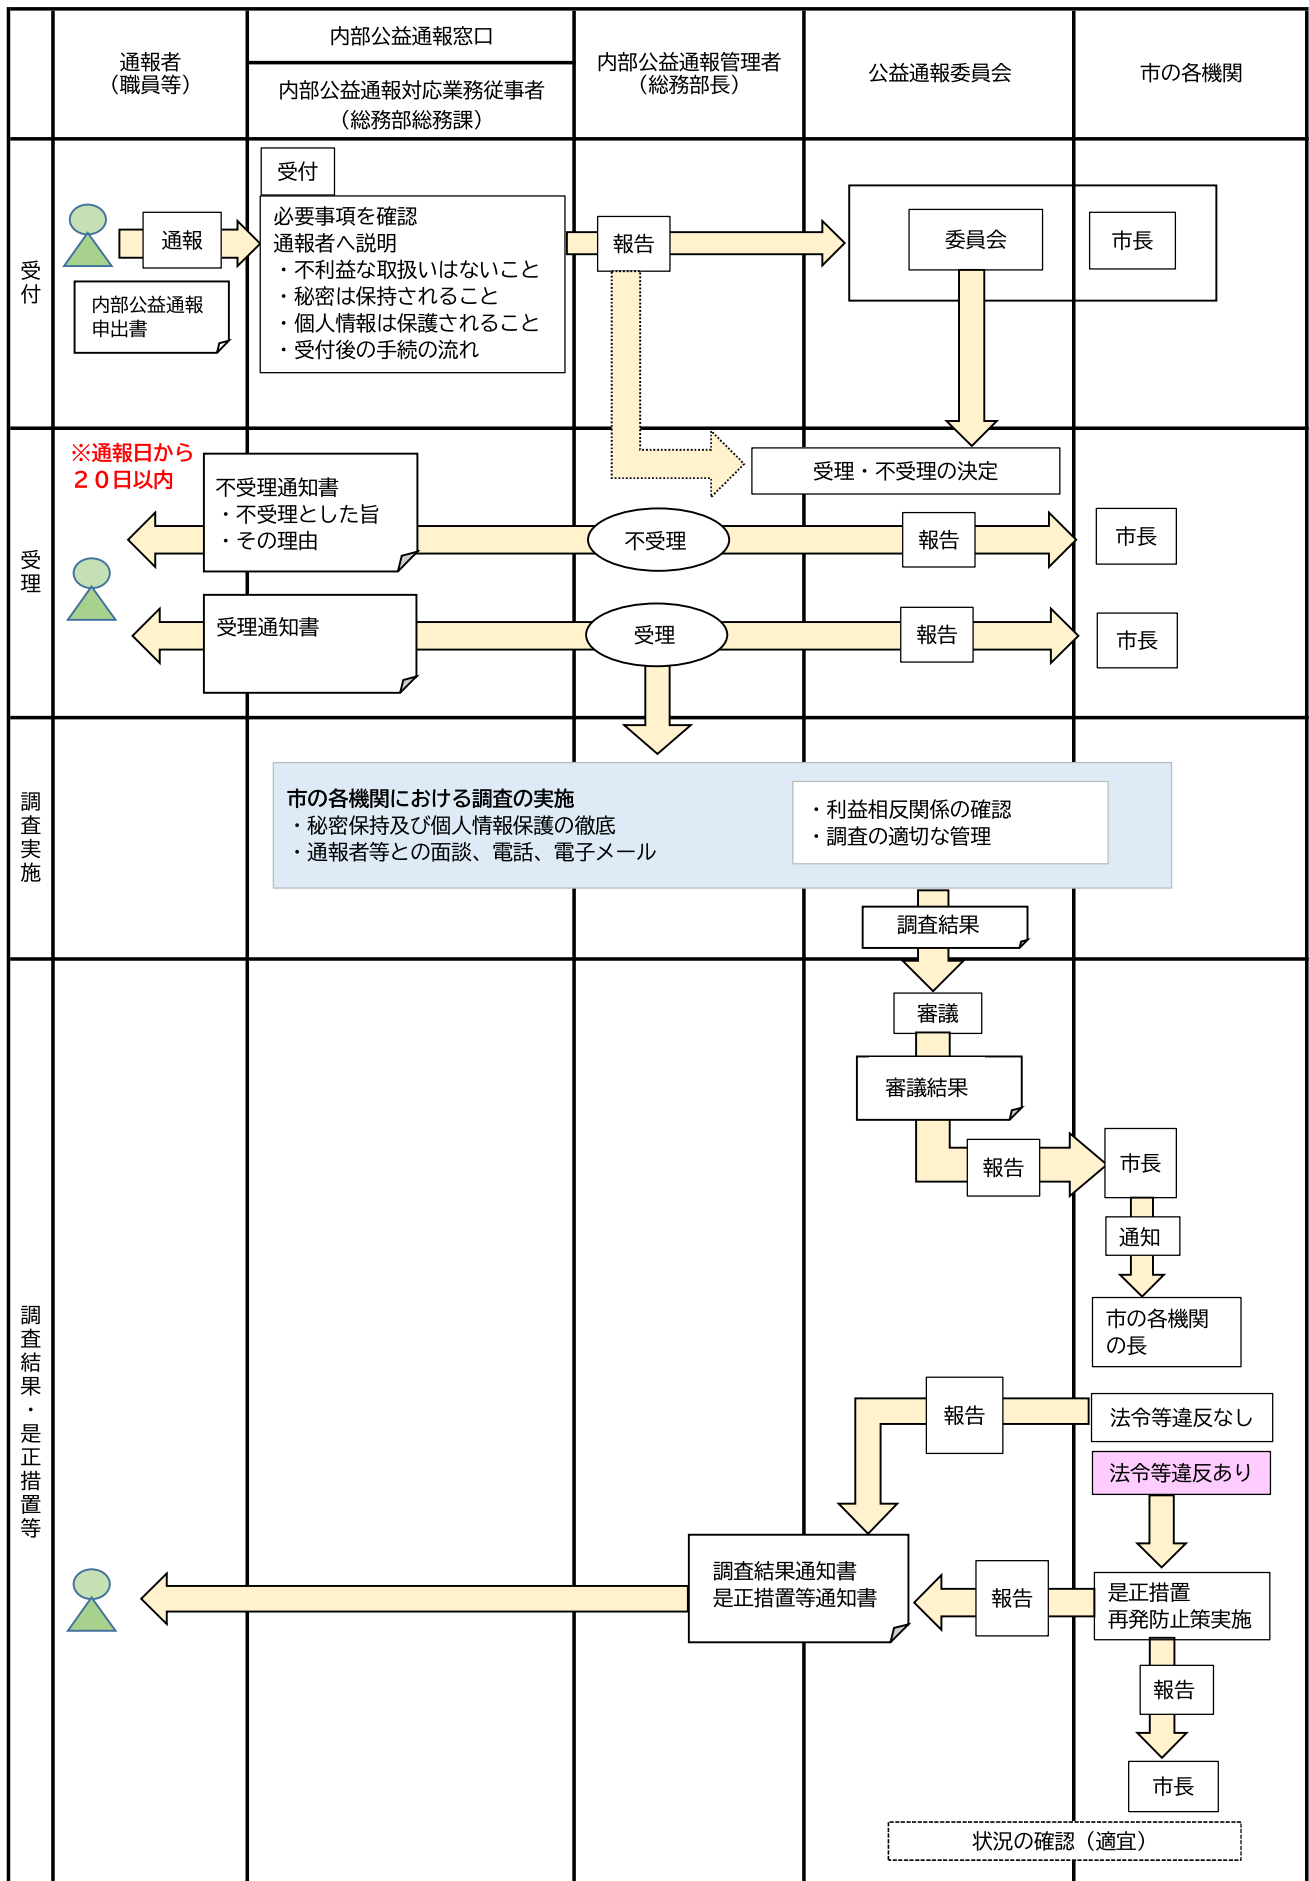 通報者
（職員等）
内部公益通報窓口
内部公益通報対応業務従事者
（総務部総務課）
内部公益通報管理者
（総務部長）
公益通報委員会
市の各機関
受付
通報
内部公益通報
申出書
受付
必要事項を確認
通報者へ説明
・不利益な取扱いはないこと
・秘密は保持されること
・個人情報は保護されること
・受付後の手続の流れ
報告
委員会
市長
受理
※通報日から
２０日以内
受理・不受理の決定
不受理通知書
・不受理とした旨
・その理由
不受理
報告
市長
受理通知書
受理
報告
市長
調査実施
市の各機関における調査の実施
・秘密保持及び個人情報保護の徹底
・通報者等との面談、電話、電子メール
・利益相反関係の確認
・調査の適切な管理
調査結果
調査結果・是正措置等
審議
審議結果
報告
市長
通知
市の各機関
の長
報告
法令等違反なし
法令等違反あり
調査結果通知書
是正措置等通知書
報告
是正措置
再発防止策実施
報告
市長
状況の確認（適宜）